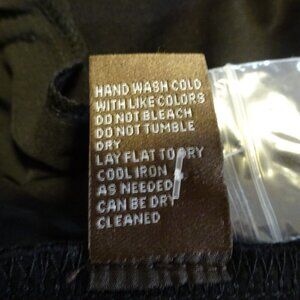 HAND WASH COLD
WITH LIKE COLORS
DO NOT BLEACH
DO NOT TUMBLE
DRY
LAY FLAT TO DRY
COOL IRON
AS NEEDED
CAN BE DRY
CLEANED